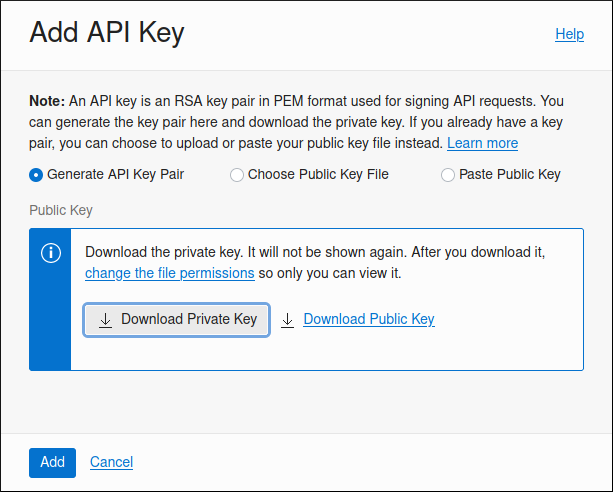 Add API Key
Help
Note: An API key is an RSA key pair in PEM format used for signing API requests. You
can generate the key pair here and download the private key. If you already have a key
pair, you can choose to upload or paste your public key file instead. Learn more
Generate API Key Pair
Choose Public Key File
Paste Public Key
Public Key
Download the private key. It will not be shown again. After you download it,
change the file permissions so only you can view it.
Download Private Key
Download Public Key
Add
Cancel